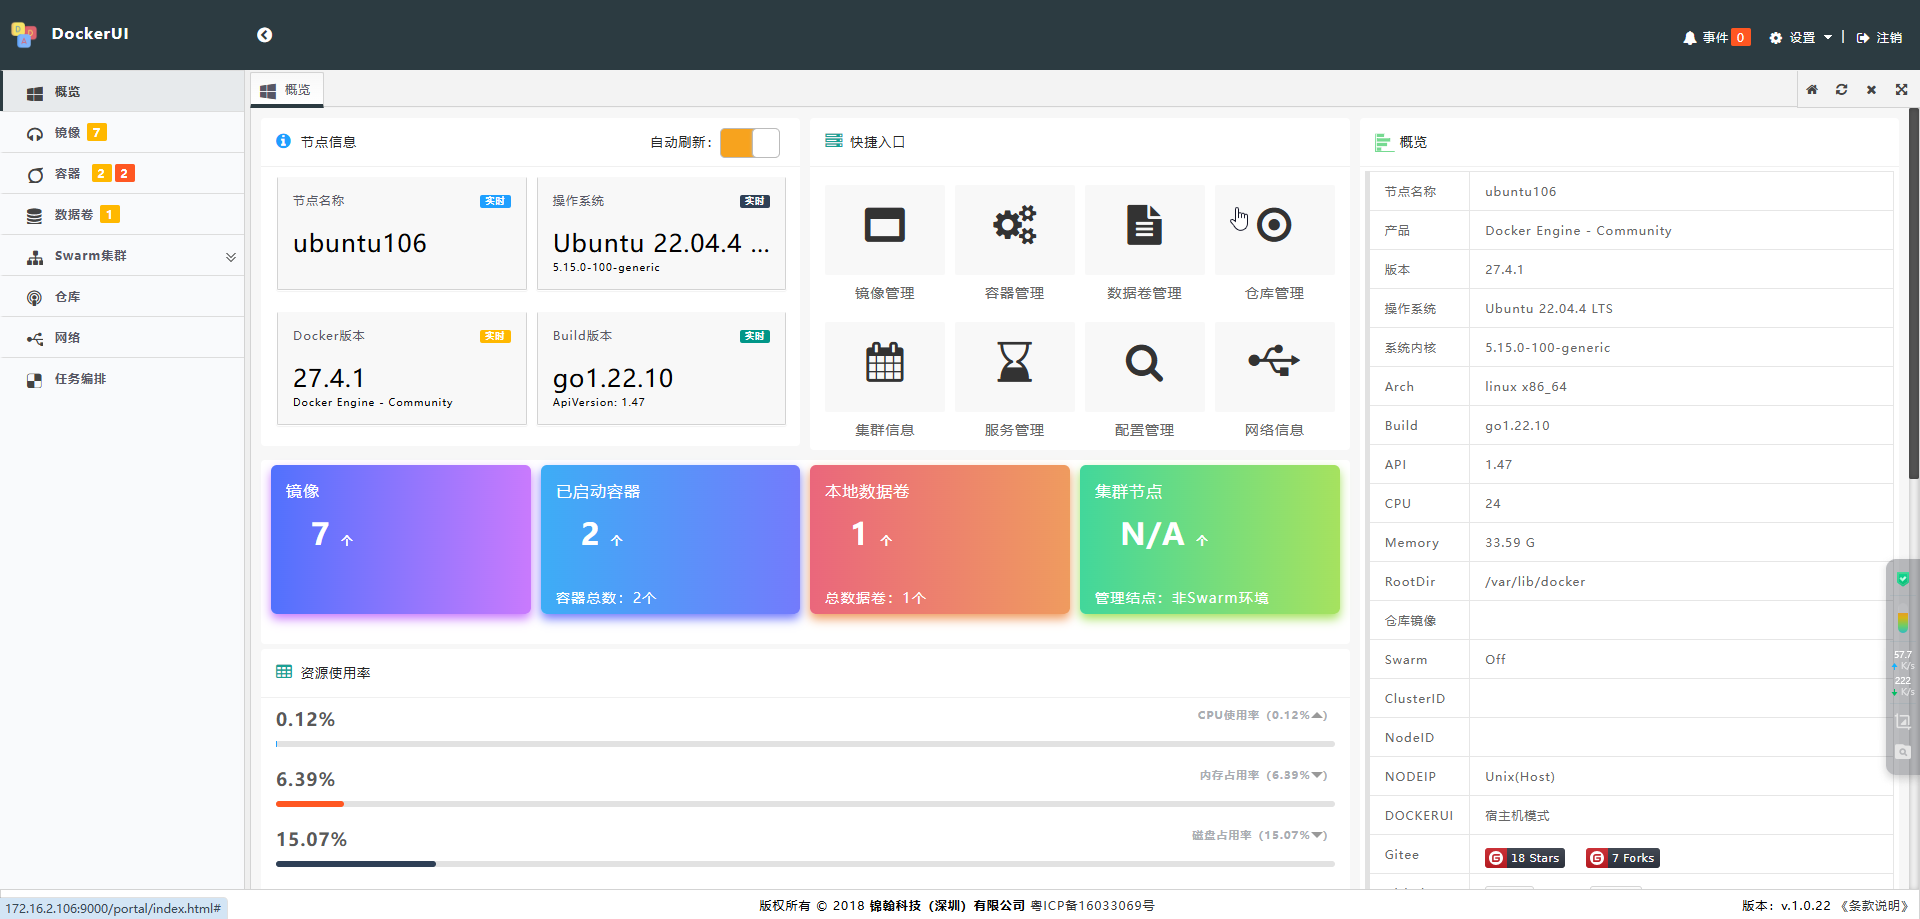 DockerUI
事件 0 设置 | 注销
概览
镜像 7
容器 2 2
数据卷 1
Swarm集群
仓库
网络
任务编排
概览
节点信息
自动刷新：
节点名称 实时
ubuntu106
操作系统 实时
Ubuntu 22.04.4 ...
5.15.0-100-generic
Docker版本 实时
27.4.1
Docker Engine - Community
Build版本 实时
go1.22.10
ApiVersion: 1.47
快捷入口
镜像管理
容器管理
数据卷管理
仓库管理
集群信息
服务管理
配置管理
网络信息
镜像
7 个
已启动容器
2 个
容器总数：2个
本地数据卷
1 个
总数据卷：1个
集群节点
N/A 个
管理结点：非Swarm环境
资源使用率
0.12%
CPU使用率（0.12%▲）
6.39%
内存占用率（6.39%▼）
15.07%
磁盘占用率（15.07%▼）
概览
节点名称 ubuntu106
产品 Docker Engine - Community
版本 27.4.1
操作系统 Ubuntu 22.04.4 LTS
系统内核 5.15.0-100-generic
Arch linux x86_64
Build go1.22.10
API 1.47
CPU 24
Memory 33.59 G
RootDir /var/lib/docker
仓库镜像
Swarm Off
ClusterID
NodeID
NODEIP Unix(Host)
DOCKERUI 宿主机模式
Gitee 18 Stars 7 Forks
57.7
K/s
222
K/s
172.16.2.106:9000/portal/index.html#
版权所有 © 2018 锦翰科技（深圳）有限公司 粤ICP备16033069号
版本：v.1.0.22 《条款说明》